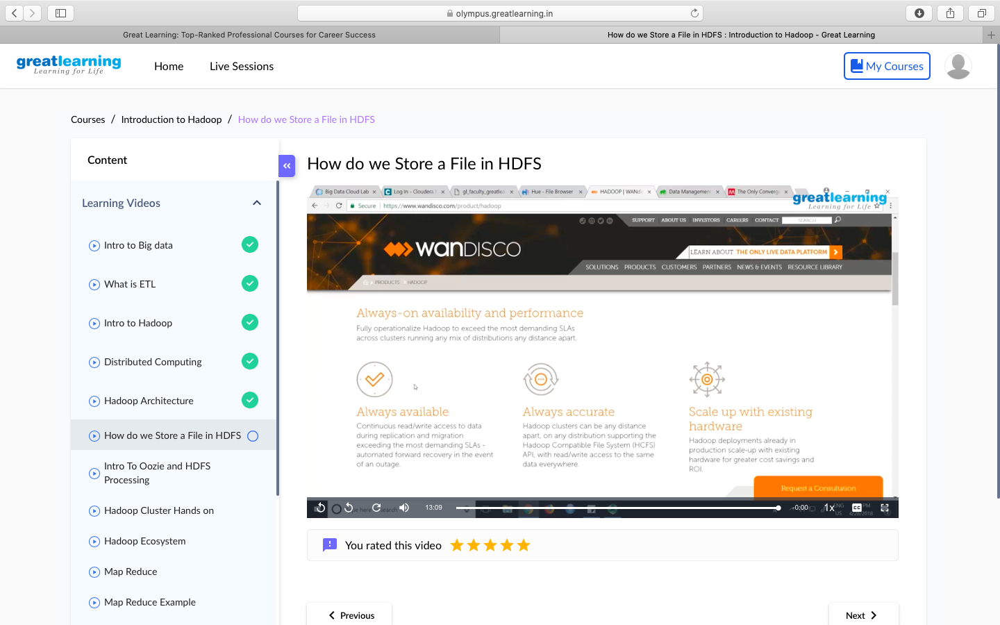 olympus.greatlearning.in
Great Learning: Top-Ranked Professional Courses for Career Success
How do we Store a File in HDFS : Introduction to Hadoop - Great Learning
greatlearning
Learning for Life
Home
Live Sessions
My Courses
Courses / Introduction to Hadoop / How do we Store a File in HDFS
Content
Learning Videos
Intro to Big data
What is ETL
Intro to Hadoop
Distributed Computing
Hadoop Architecture
How do we Store a File in HDFS
Intro To Oozie and HDFS
Processing
Hadoop Cluster Hands on
Hadoop Ecosystem
Map Reduce
Map Reduce Example
How do we Store a File in HDFS
Big Data Cloud Lab
Log In - Cloudera
gl_faculty_greatle
Hue - File Browser
HADOOP | WANdi
Data Management
The Only Converg
greatlearning
Learning for Life
Secure https://www.wandisco.com/product/hadoop
SUPPORT ABOUT US INVESTORS CAREERS CONTACT SEARCH
WANDISCO
LEARN ABOUT THE ONLY LIVE DATA PLATFORM
SOLUTIONS PRODUCTS CUSTOMERS PARTNERS NEWS & EVENTS RESOURCE LIBRARY
PRODUCTS HADOOP
Always-on availability and performance
Fully operationalize Hadoop to exceed the most demanding SLAs
across clusters running any mix of distributions any distance apart.
Always available
Continuous read/write access to data
during replication and migration
exceeding the most demanding SLAs -
automated forward recovery in the event
of an outage.
Always accurate
Hadoop clusters can be any distance
apart, on any distribution supporting the
Hadoop Compatible File System (HCFS)
API, with read/write access to the same
data everywhere.
Scale up with existing
hardware
Hadoop deployments already in
production scale-up with existing
hardware for greater cost savings and
ROI.
Request a Consultation
13:09
-0:00
1x
CC
ENG
US
PM
4/28/2018
You rated this video
Previous
Next